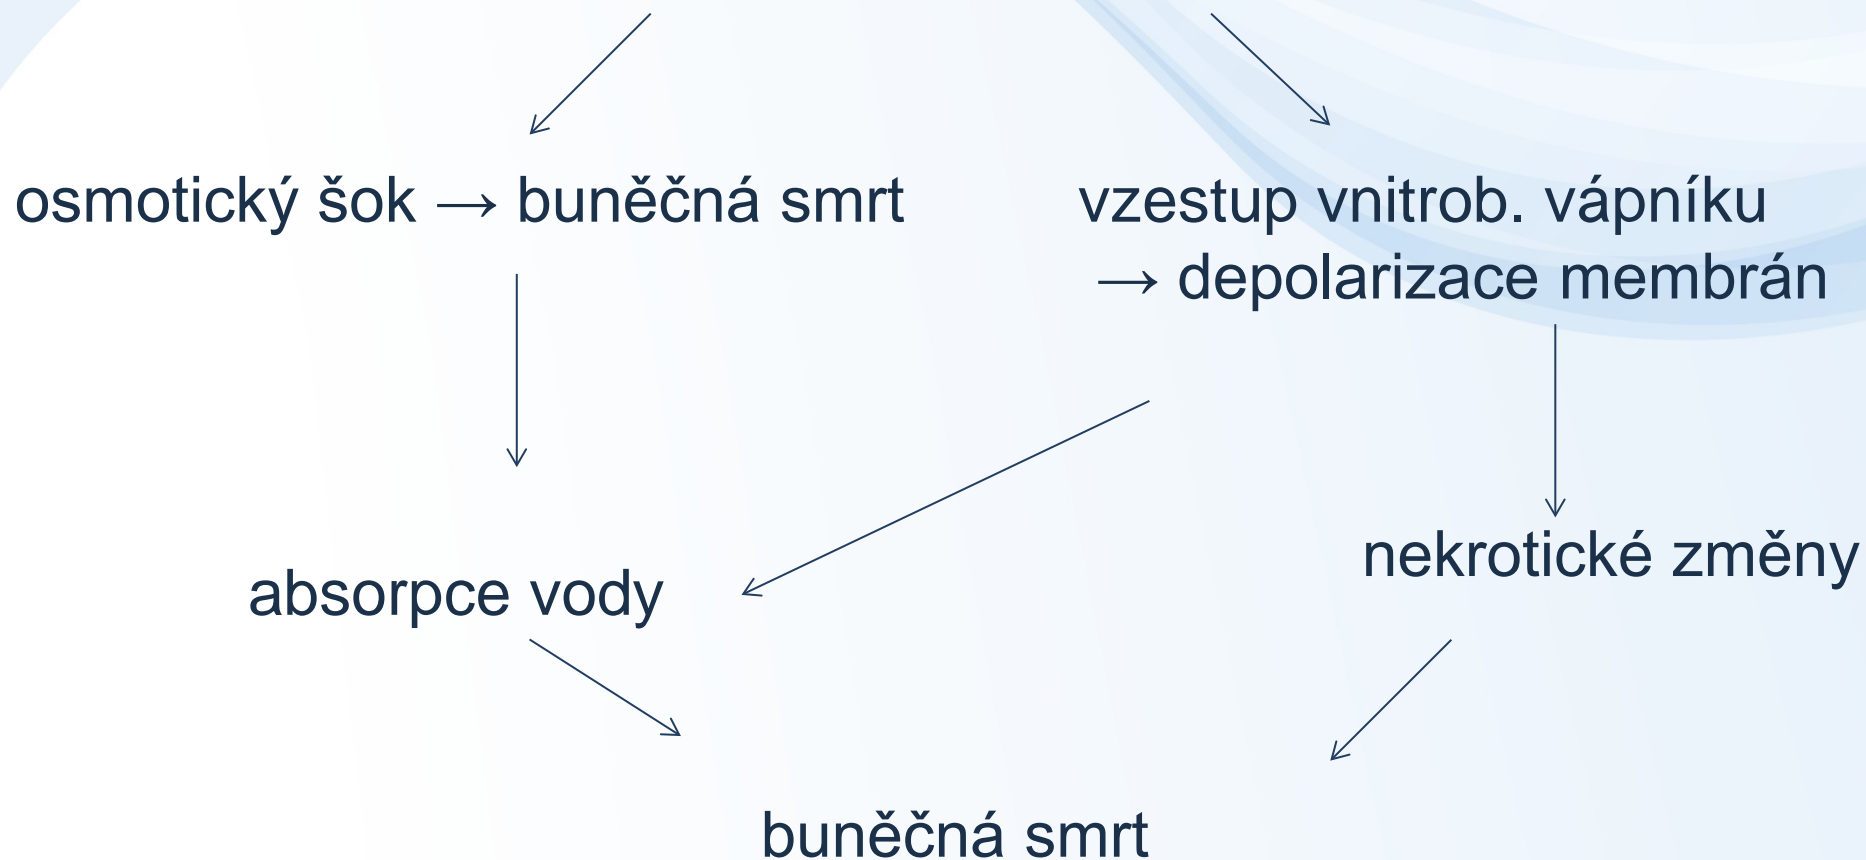 osmotický šok → buněčná smrt
vzestup vnitrob. vápníku
→ depolarizace membrán
nekrotické změny
absorpce vody
buněčná smrt